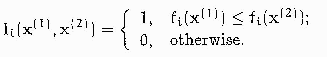 I_i(x^{(1)}, x^{(2)}) = { 1, f_i(x^{(1)}) ≤ f_i(x^{(2)});
0, otherwise.